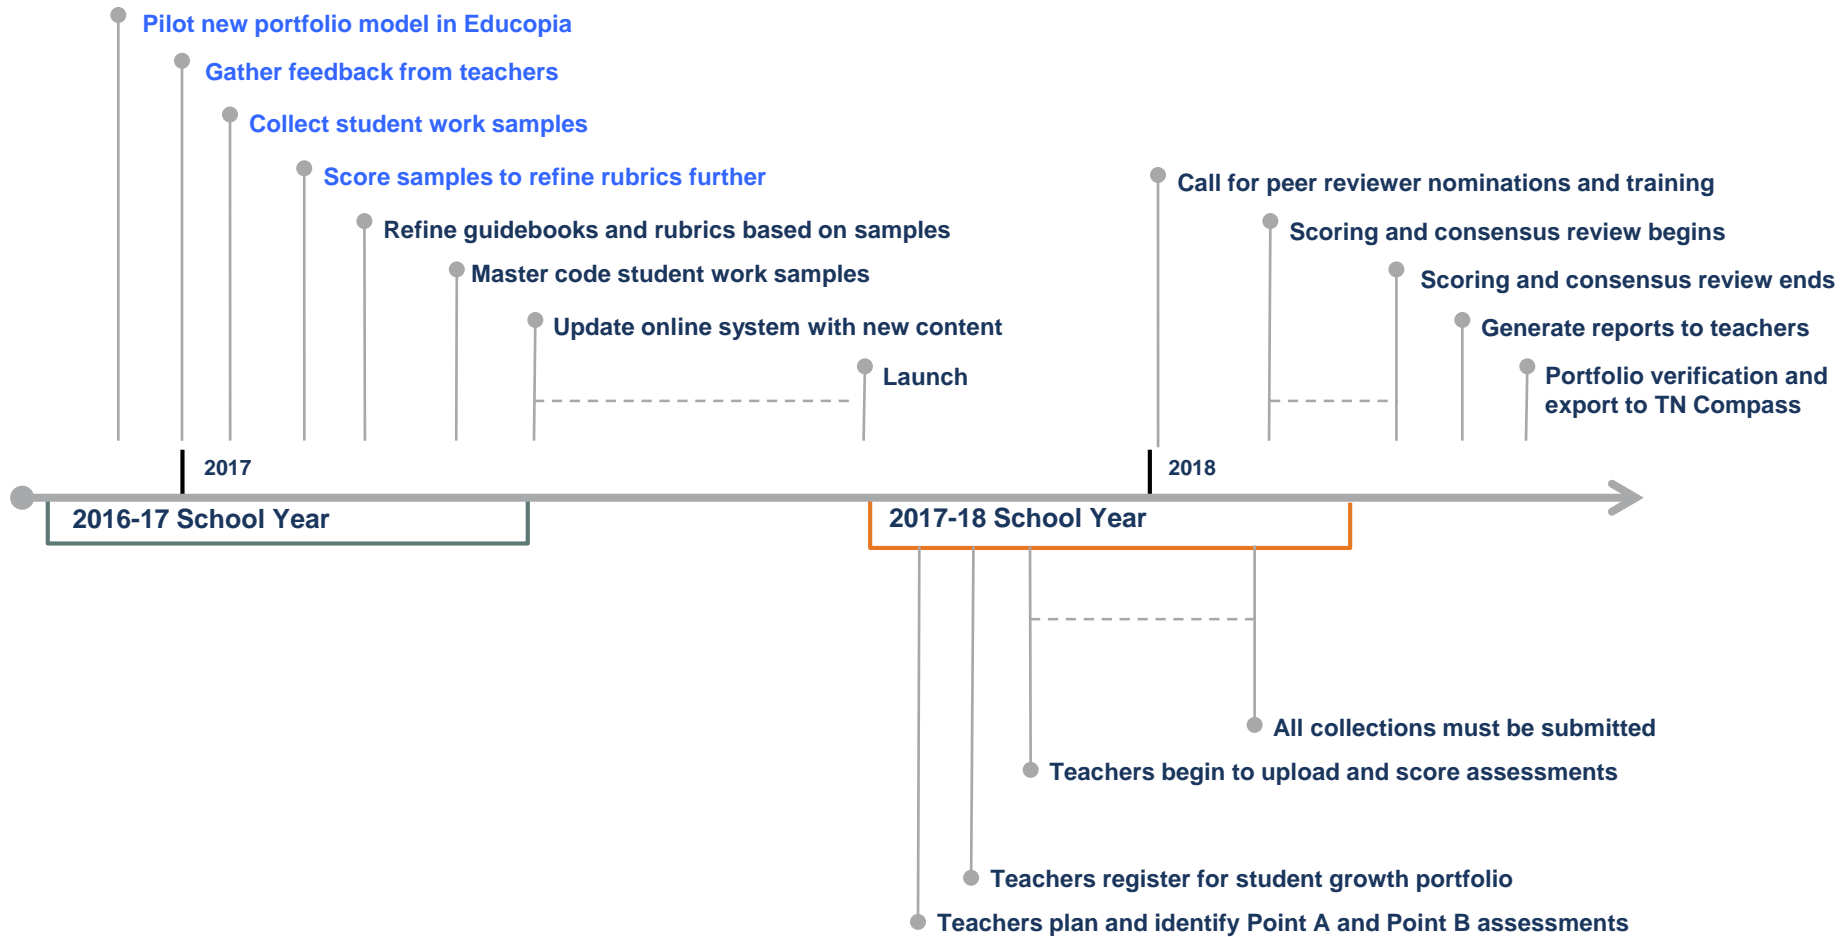 Pilot new portfolio model in Educopia
Gather feedback from teachers
Collect student work samples
Score samples to refine rubrics further
Refine guidebooks and rubrics based on samples
Master code student work samples
Update online system with new content
Launch
Call for peer reviewer nominations and training
Scoring and consensus review begins
Scoring and consensus review ends
Generate reports to teachers
Portfolio verification and
export to TN Compass
2017
2018
2016-17 School Year
2017-18 School Year
All collections must be submitted
Teachers begin to upload and score assessments
Teachers register for student growth portfolio
Teachers plan and identify Point A and Point B assessments